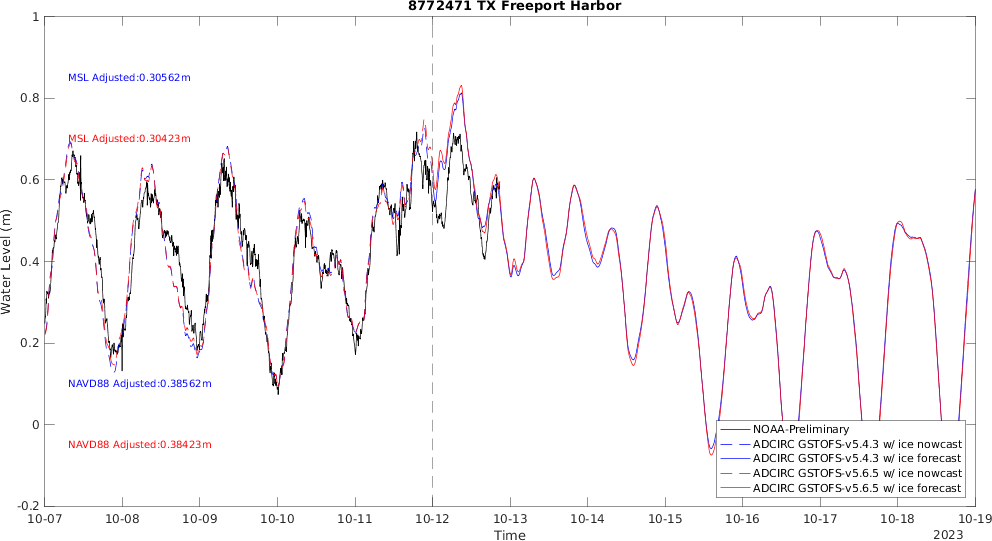 8772471 TX Freeport Harbor
Water Level (m)
1
0.8
0.6
0.4
0.2
0
-0.2
MSL Adjusted:0.30562m
MSL Adjusted:0.30423m
NAVD88 Adjusted:0.38562m
NAVD88 Adjusted:0.38423m
NOAA-Preliminary
ADCIRC GSTOFS-v5.4.3 w/ ice nowcast
ADCIRC GSTOFS-v5.4.3 w/ ice forecast
ADCIRC GSTOFS-v5.6.5 w/ ice nowcast
ADCIRC GSTOFS-v5.6.5 w/ ice forecast
10-07 10-08 10-09 10-10 10-11 10-12 10-13 10-14 10-15 10-16 10-17 10-18 10-19
Time
2023